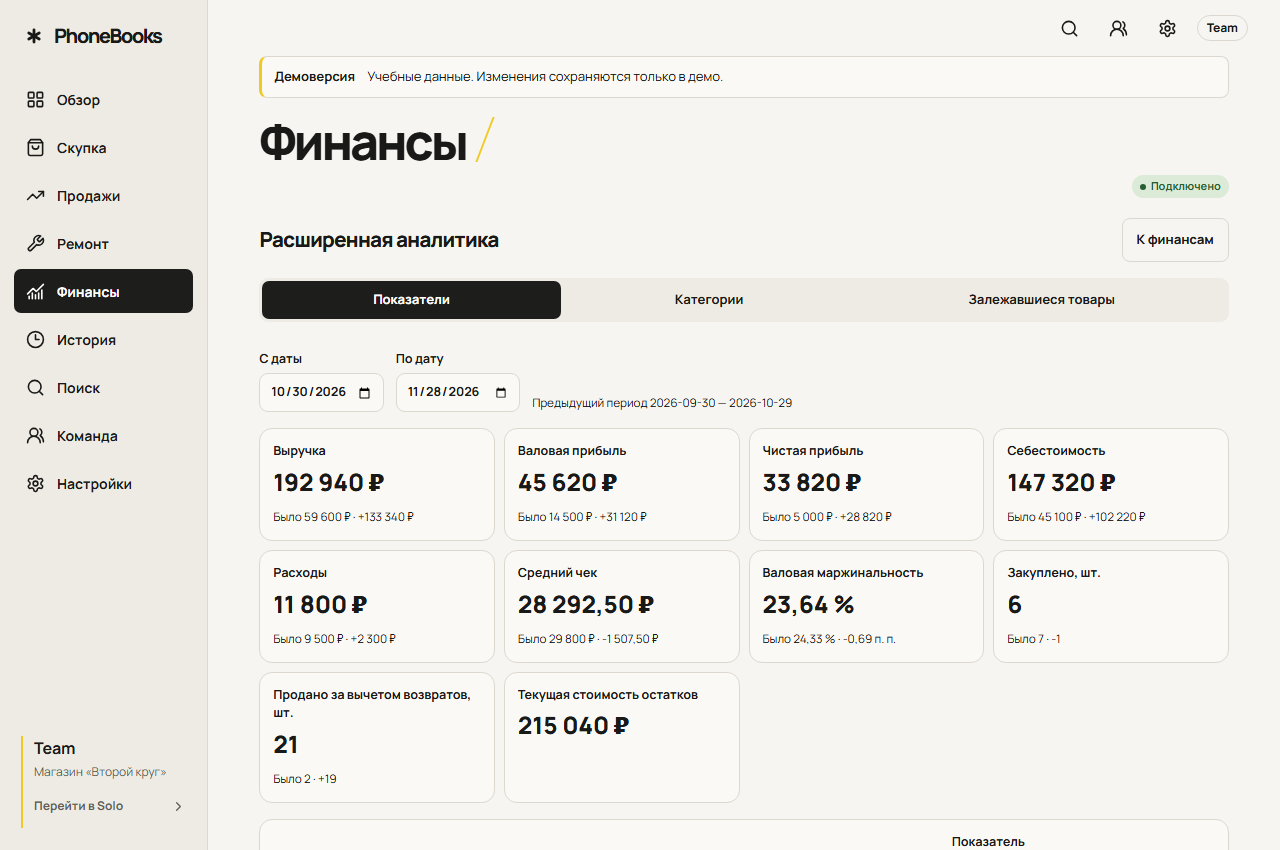 PhoneBooks
Обзор
Скупка
Продажи
Ремонт
Финансы
История
Поиск
Команда
Настройки
Team
Магазин «Второй круг»
Перейти в Solo
Team
Демоверсия Учебные данные. Изменения сохраняются только в демо.
Финансы
Подключено
Расширенная аналитика
К финансам
Показатели Категории Залежавшиеся товары
С даты По дату
10/30/2026 11/28/2026 Предыдущий период 2026-09-30 — 2026-10-29
Выручка
192 940 ₽
Было 59 600 ₽ · +133 340 ₽
Валовая прибыль
45 620 ₽
Было 14 500 ₽ · +31 120 ₽
Чистая прибыль
33 820 ₽
Было 5 000 ₽ · +28 820 ₽
Себестоимость
147 320 ₽
Было 45 100 ₽ · +102 220 ₽
Расходы
11 800 ₽
Было 9 500 ₽ · +2 300 ₽
Средний чек
28 292,50 ₽
Было 29 800 ₽ · -1 507,50 ₽
Валовая маржинальность
23,64 %
Было 24,33 % · -0,69 п. п.
Закуплено, шт.
6
Было 7 · -1
Продано за вычетом возвратов,
шт.
21
Было 2 · +19
Текущая стоимость остатков
215 040 ₽
Показатель